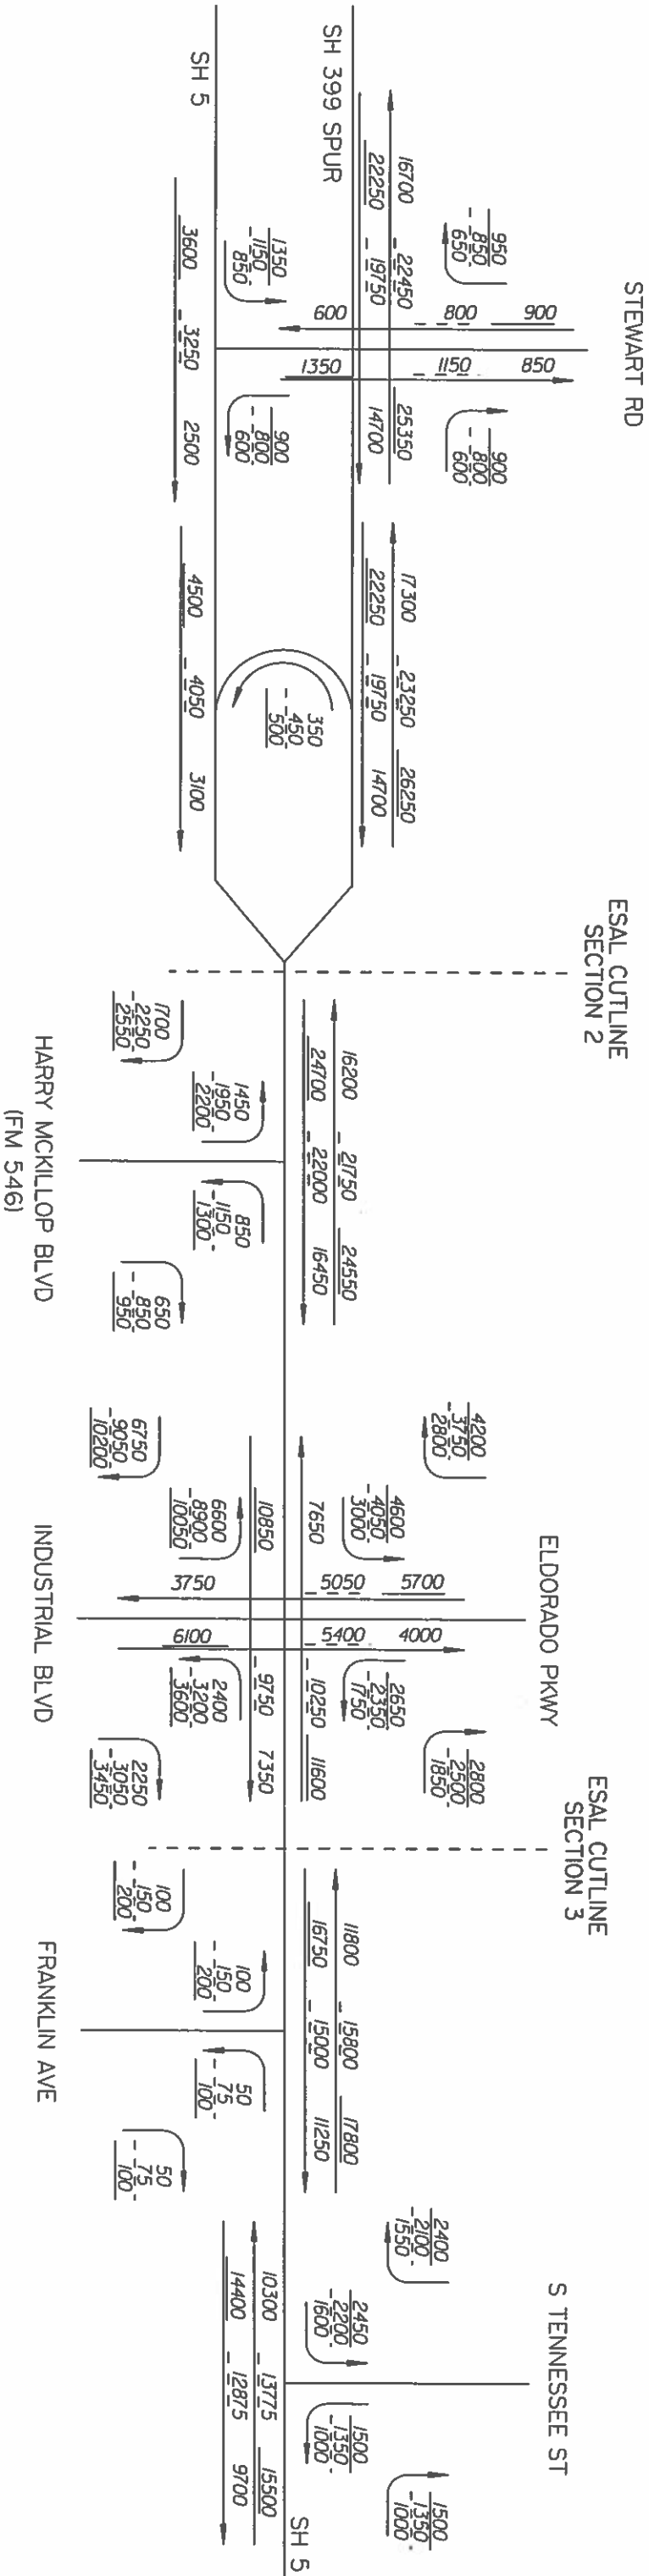 STEWART RD
SH 399 SPUR
SH 5
16700 22450 25350
22250 19750 14700
950
850
650
900
800
600
600 800 900
1350 1150 850
1350
1150
850
900
800
600
3600 3250 2500
17300 23250 26250
22250 19750 14700
350
450
500
4500 4050 3100
ESAL CUTLINE
SECTION 2
16200 21750 24550
24700 22000 16450
1700
2250
2550
1450
1950
2200
850
1150
1300
650
850
950
HARRY MCKILLOP BLVD
(FM 546)
ELDORADO PKWY
4200
3750
2800
4600
4050
3000
2650
2350
1750
2800
2500
1850
3750 5050 5700
6100 5400 4000
7650 10250 11600
10850 9750 7350
6750
9050
10200
6600
8900
10050
2400
3200
3600
2250
3050
3450
INDUSTRIAL BLVD
ESAL CUTLINE
SECTION 3
11800 15800 17800
16750 15000 11250
100
150
200
100
150
200
50
75
100
50
75
100
FRANKLIN AVE
S TENNESSEE ST
2400
2100
1550
2450
2200
1600
1500
1350
1000
1500
1350
1000
10300 13775 15500
14400 12875 9700
SH 5